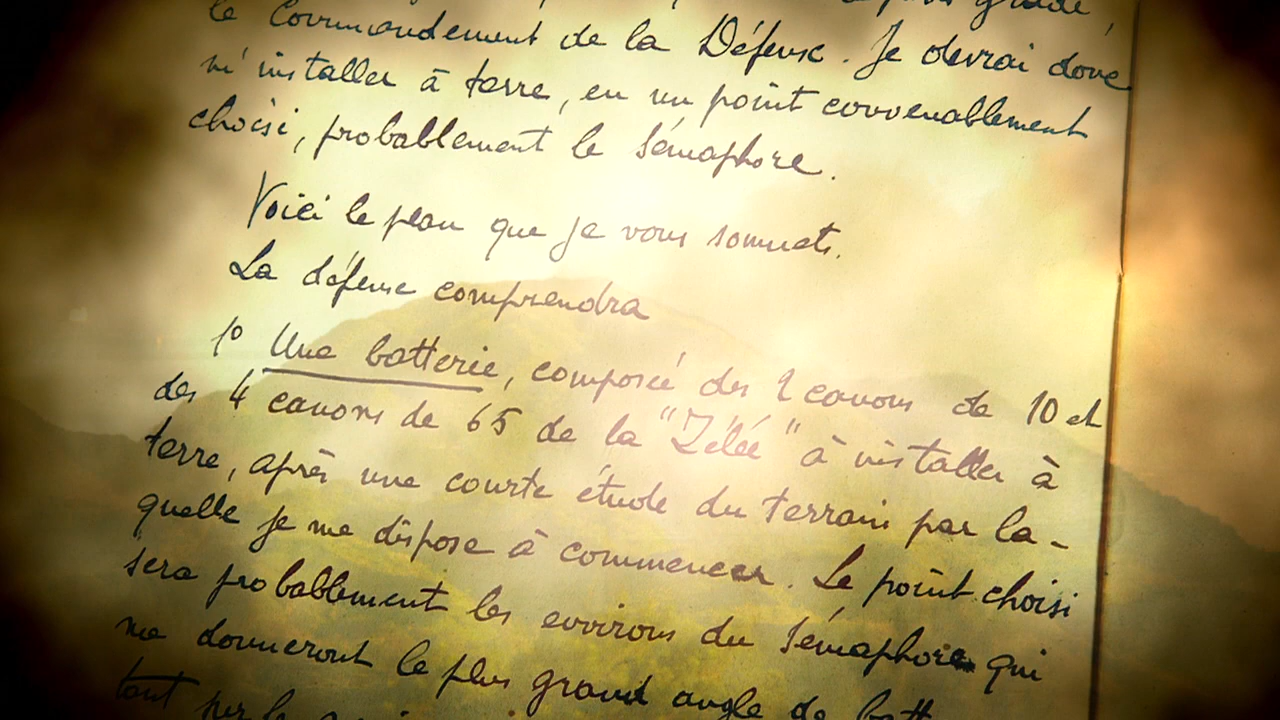 le Commandement de la Défense. Je devrai donc
m'installer à terre, en un point convenablement
choisi, probablement le Sémaphore.
Voici le plan que je vous soumets.
La défense comprendra
1º Une batterie, composée des 2 canons de 10 et
des 4 canons de 65 de la "Zélée" à installer à
terre, après une courte étude du terrain par la-
quelle je me dispose à commencer. Le point choisi
sera probablement les environs du Sémaphore qui
me donneront le plus grand angle de
tout